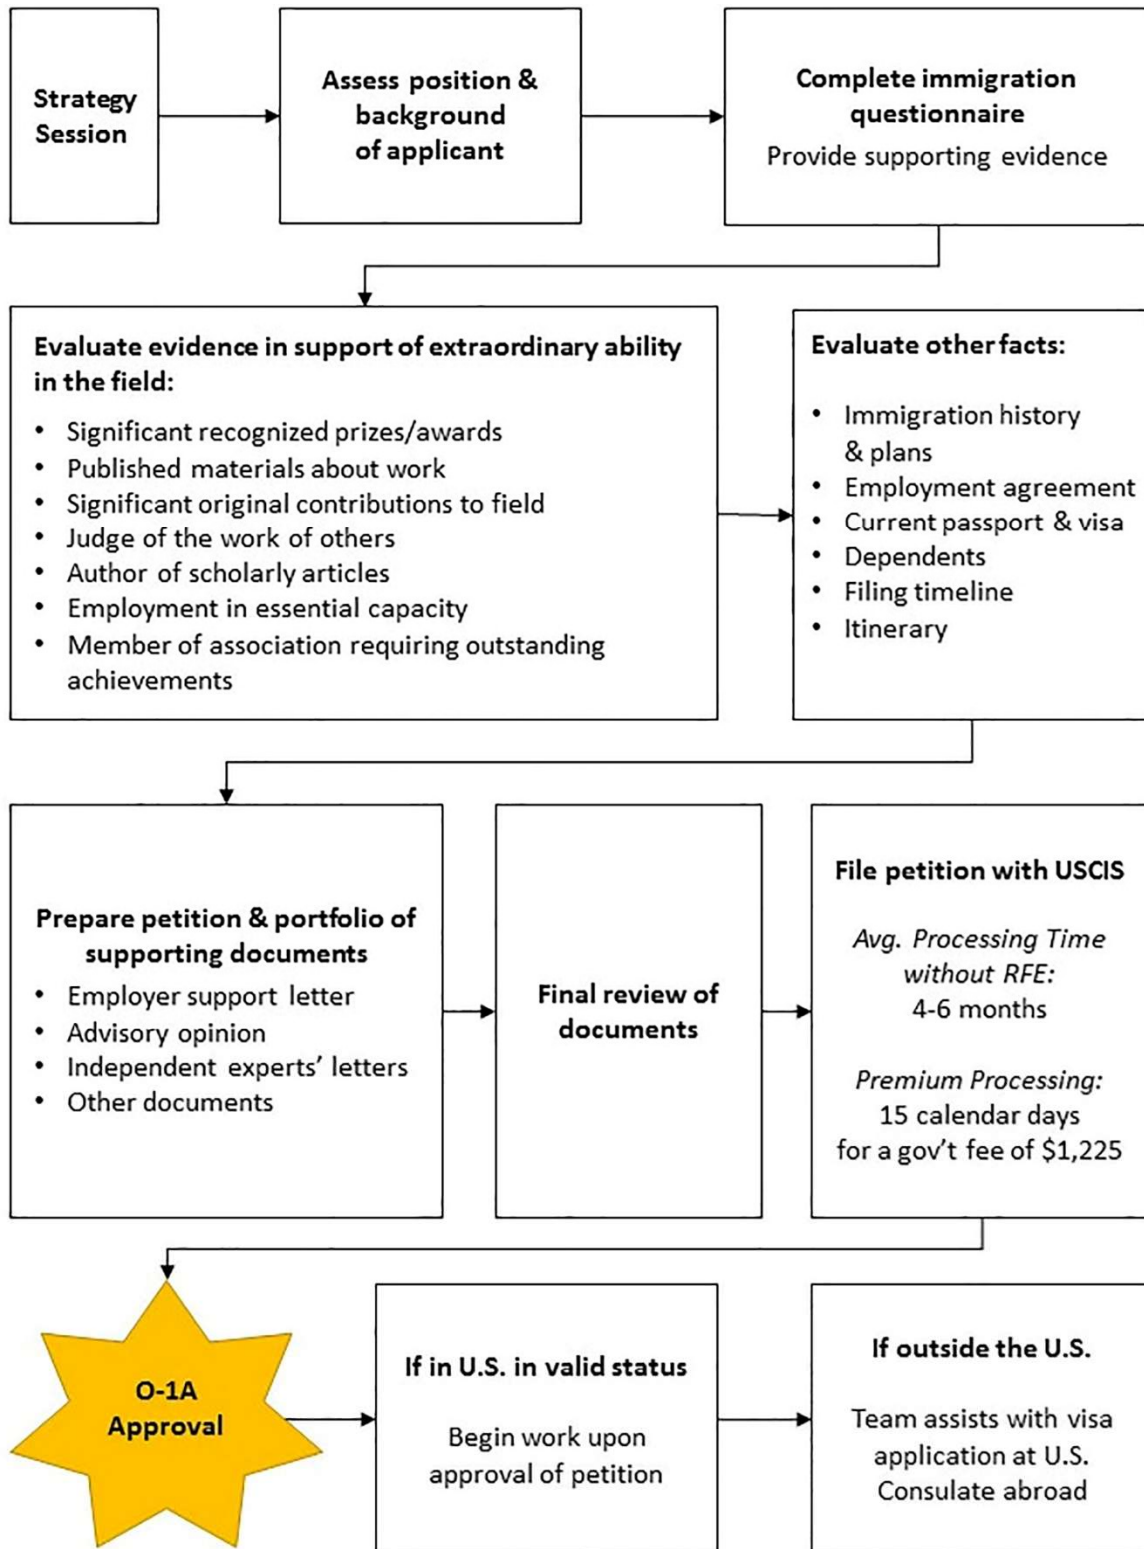 Strategy
Session
Assess position &
background
of applicant
Complete immigration
questionnaire
Provide supporting evidence
Evaluate evidence in support of extraordinary ability
in the field:
• Significant recognized prizes/awards
• Published materials about work
• Significant original contributions to field
• Judge of the work of others
• Author of scholarly articles
• Employment in essential capacity
• Member of association requiring outstanding
achievements
Evaluate other facts:
• Immigration history
& plans
• Employment agreement
• Current passport & visa
• Dependents
• Filing timeline
• Itinerary
Prepare petition & portfolio of
supporting documents
• Employer support letter
• Advisory opinion
• Independent experts’ letters
• Other documents
Final review of
documents
File petition with USCIS
Avg. Processing Time
without RFE:
4-6 months
Premium Processing:
15 calendar days
for a gov’t fee of $1,225
O-1A
Approval
If in U.S. in valid status
Begin work upon
approval of petition
If outside the U.S.
Team assists with visa
application at U.S.
Consulate abroad